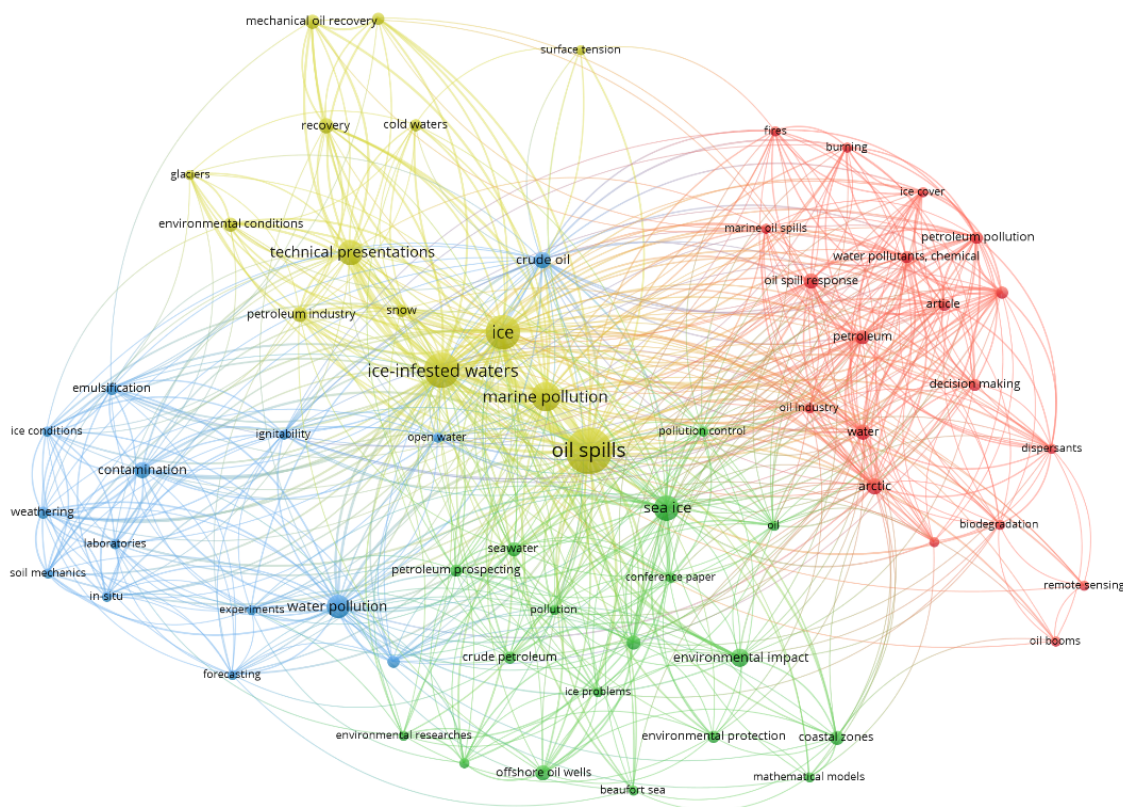 mechanical oil recovery
surface tension
recovery
cold waters
fires
burning
glaciers
ice cover
environmental conditions
marine oil spills
petroleum pollution
technical presentations
crude oil
water pollutants, chemical
oil spill response
article
petroleum industry
snow
ice
petroleum
ice-infested waters
emulsification
decision making
marine pollution
oil industry
ice conditions
ignitability
open water
pollution control
water
oil spills
dispersants
contamination
arctic
weathering
sea ice
oil
biodegradation
laboratories
seawater
soil mechanics
petroleum prospecting
conference paper
remote sensing
in-situ
experiments
water pollution
pollution
oil booms
crude petroleum
environmental impact
forecasting
ice problems
environmental researches
environmental protection
coastal zones
offshore oil wells
mathematical models
beaufort sea